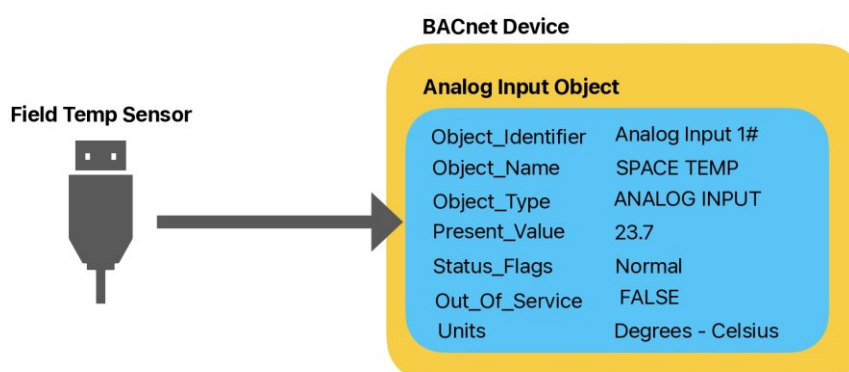 BACnet Device
Analog Input Object
Field Temp Sensor
Object_Identifier Analog Input 1#
Object_Name SPACE TEMP
Object_Type ANALOG INPUT
Present_Value 23.7
Status_Flags Normal
Out_Of_Service FALSE
Units Degrees - Celsius